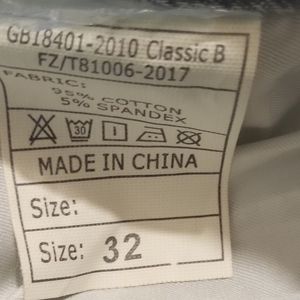 GB18401-2010 Classic B
FZ/T81006-2017
FABRIC:
95% COTTON
5% SPANDEX
30
MADE IN CHINA
Size:
Size: 32